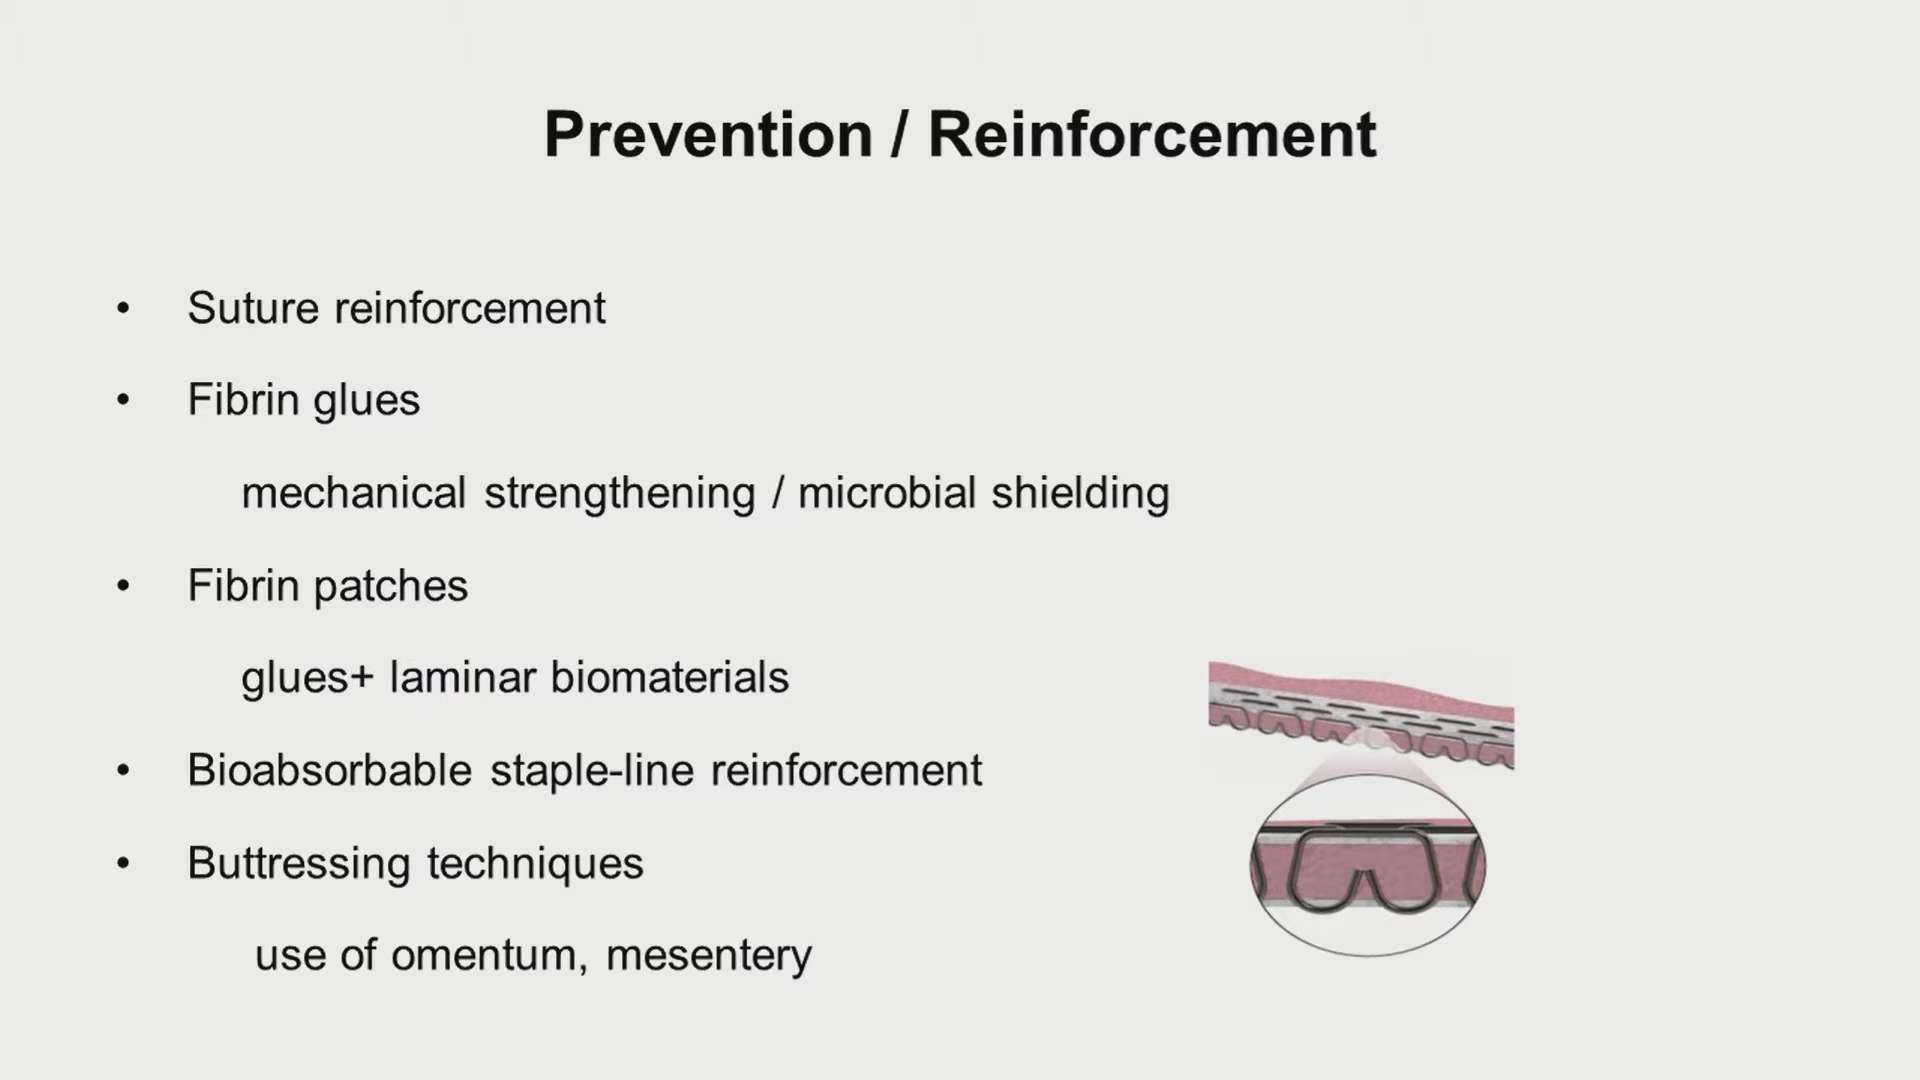 Prevention / Reinforcement
• Suture reinforcement
• Fibrin glues
mechanical strengthening / microbial shielding
• Fibrin patches
glues+ laminar biomaterials
• Bioabsorbable staple-line reinforcement
• Buttressing techniques
use of omentum, mesentery